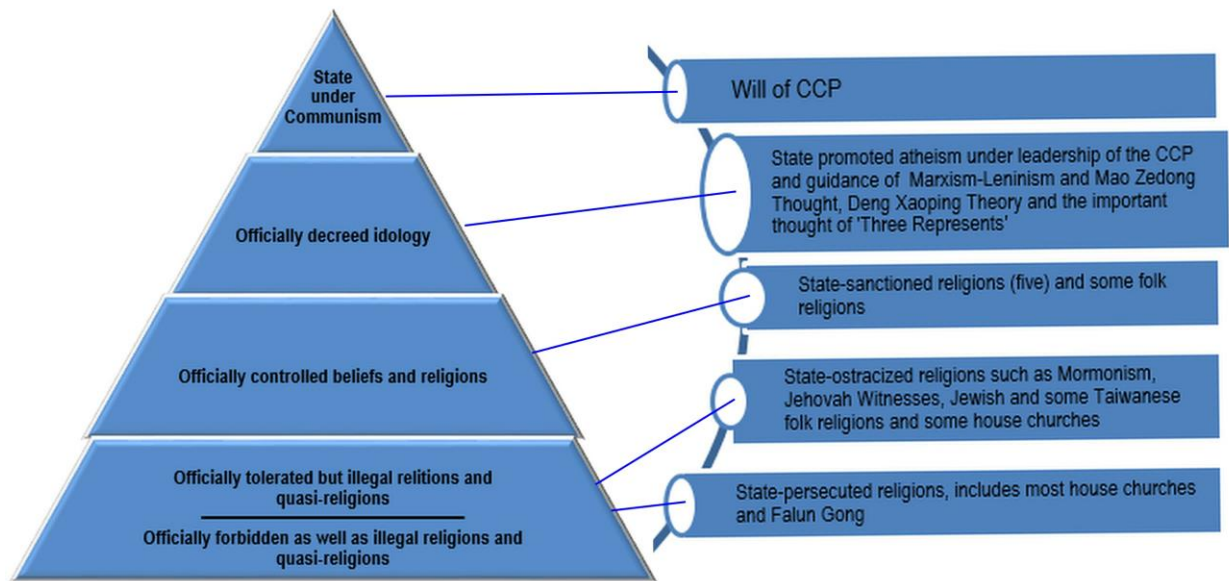 State
under
Communism
Officially decreed idology
Officially controlled beliefs and religions
Officially tolerated but illegal relitions and
quasi-religions
Officially forbidden as well as illegal religions and
quasi-religions
Will of CCP
State promoted atheism under leadership of the CCP
and guidance of Marxism-Leninism and Mao Zedong
Thought, Deng Xaoping Theory and the important
thought of 'Three Represents'
State-sanctioned religions (five) and some folk
religions
State-ostracized religions such as Mormonism,
Jehovah Witnesses, Jewish and some Taiwanese
folk religions and some house churches
State-persecuted religions, includes most house churches
and Falun Gong